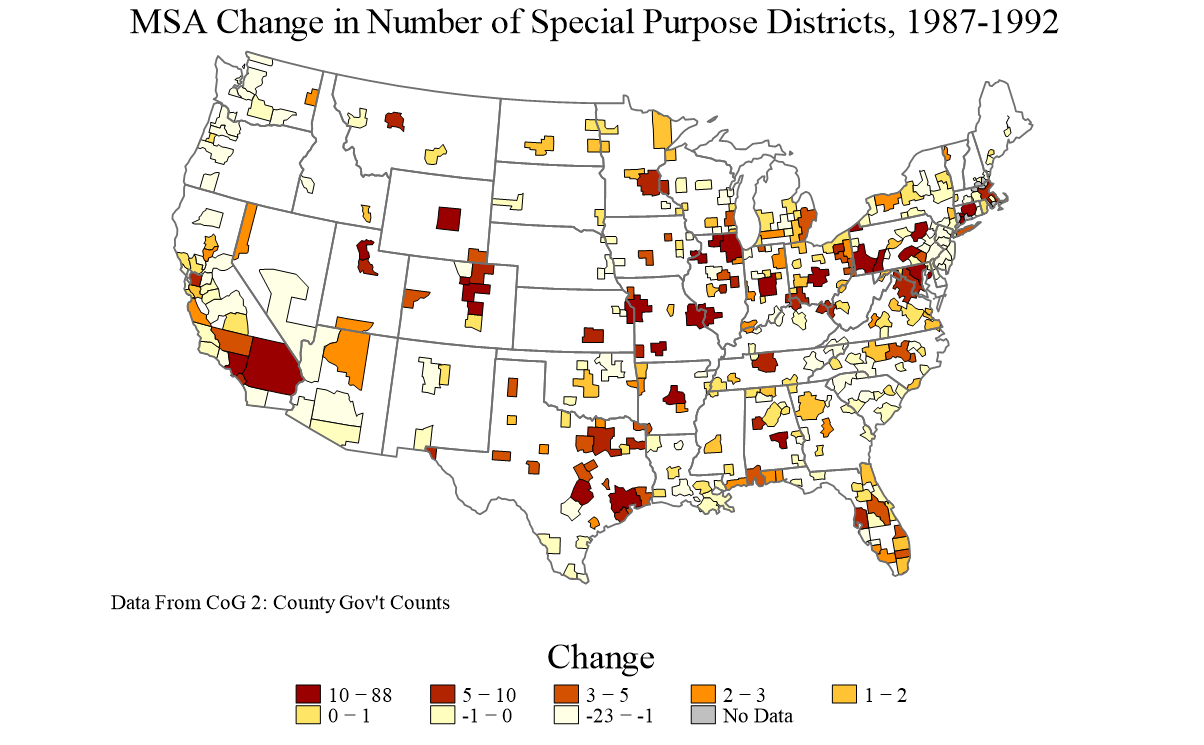 MSA Change in Number of Special Purpose Districts, 1987-1992
Data From CoG 2: County Gov't Counts
Change
10 − 88 5 − 10 3 − 5 2 − 3 1 − 2
0 − 1 -1 − 0 -23 − -1 No Data